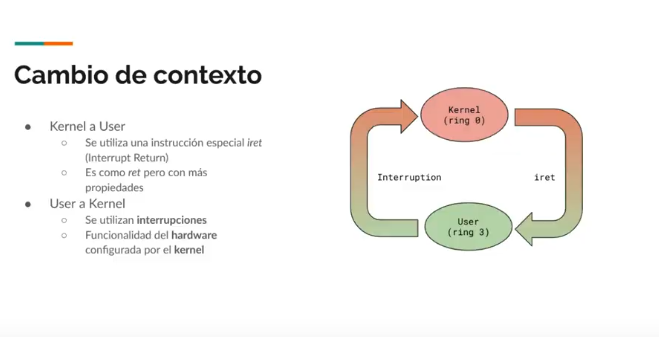 Cambio de contexto
● Kernel a User
○ Se utiliza una instrucción especial iret
(Interrupt Return)
○ Es como ret pero con más
propiedades
● User a Kernel
○ Se utilizan interrupciones
○ Funcionalidad del hardware
configurada por el kernel
Kernel
(ring 0)
Interruption
iret
User
(ring 3)